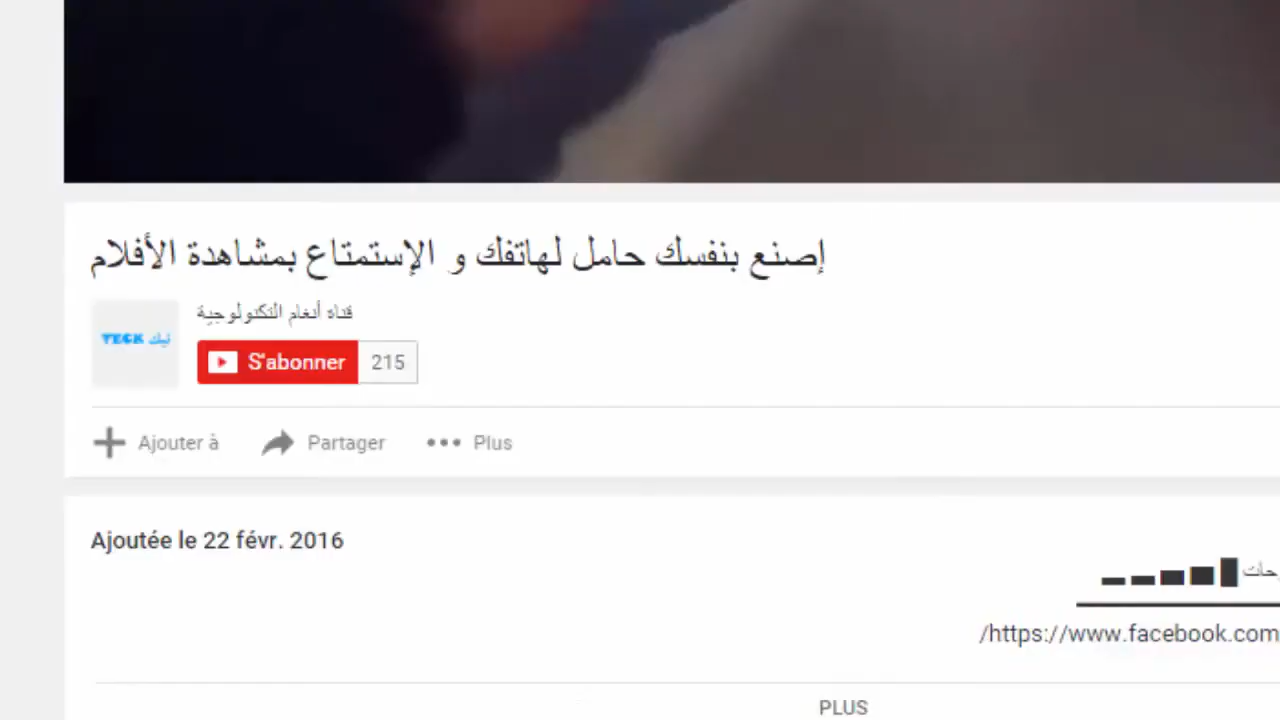 إصنع بنفسك حامل لهاتفك و الإستمتاع بمشاهدة الأفلام
قناة أنغام التكنولوجية
TECK تيك
S'abonner 215
Ajouter à Partager Plus
Ajoutée le 22 févr. 2016
/https://www.facebook.com
PLUS